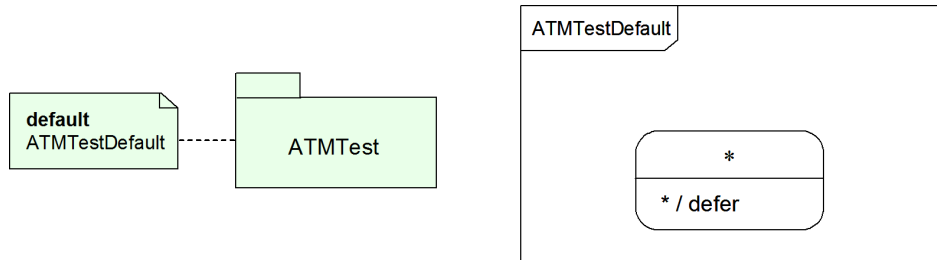 default
ATMTestDefault
ATMTest
ATMTestDefault
*
* / defer